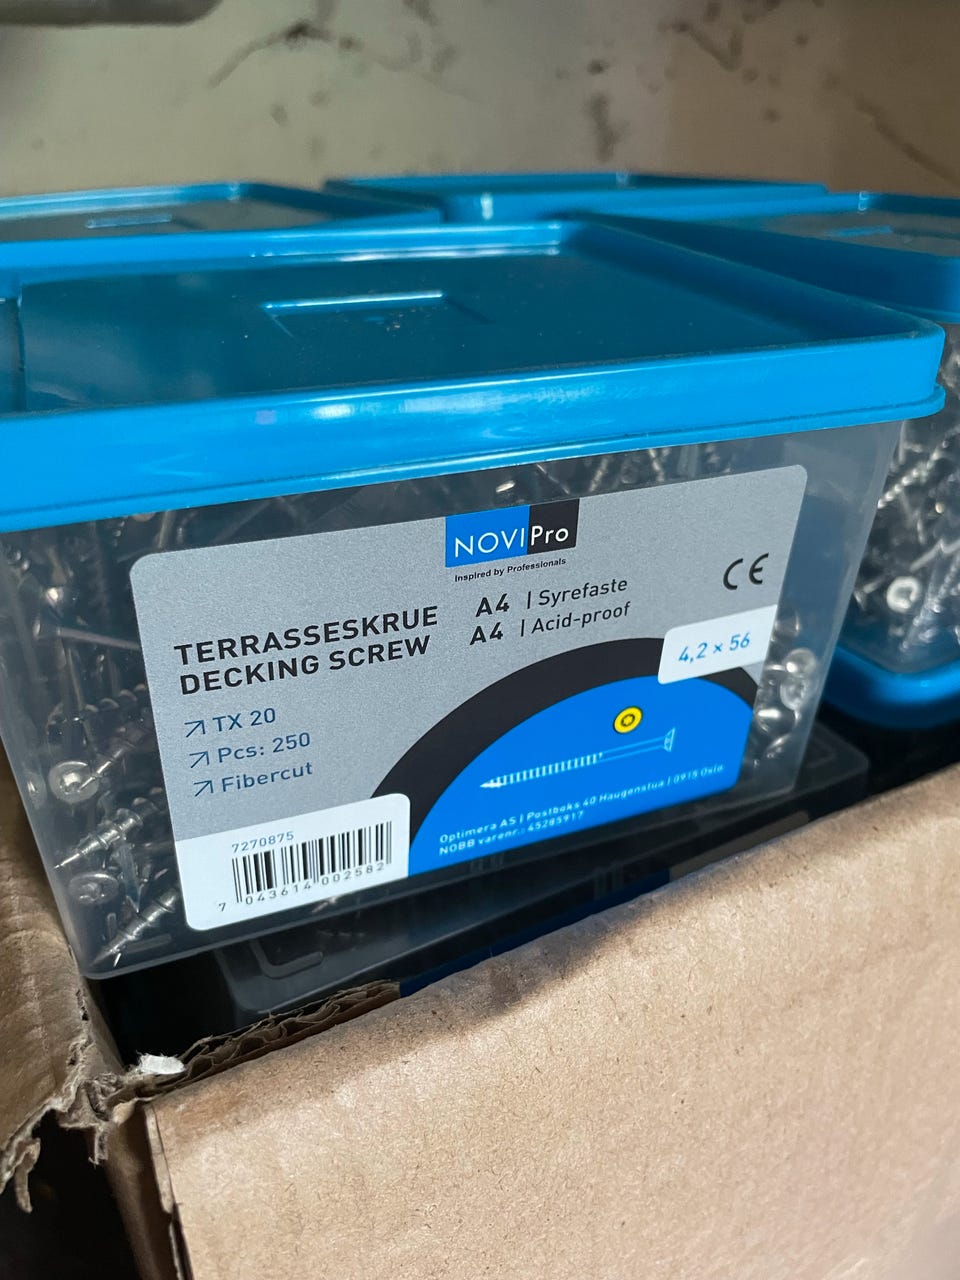 NOVIPro
Inspired by Professionals
TERRASSESKRUE A4 | Syrefaste
DECKING SCREW A4 | Acid-proof
CE
4,2 × 56
TX 20
Pcs: 250
Fibercut
Optimera AS | Postboks 40 Haugenstua | 0915 Oslo
NOBB varenr.: 45285917
7270875
7 043614 002582